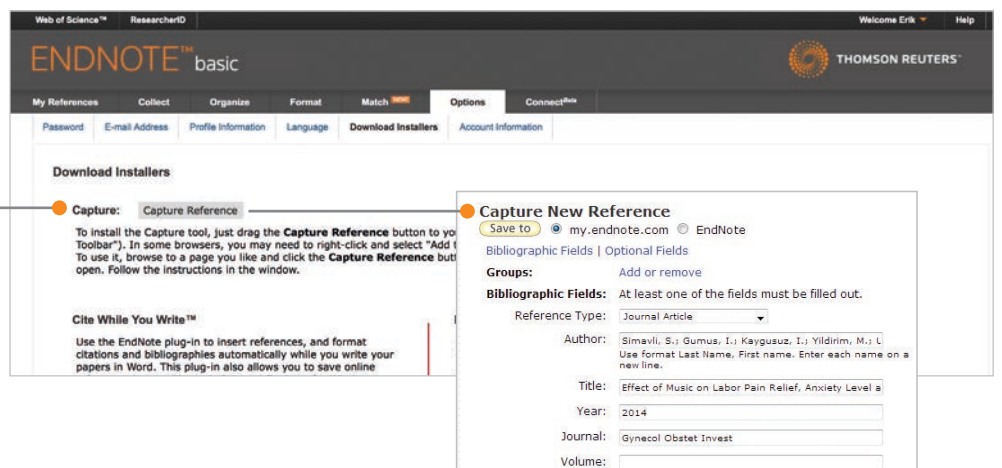 Web of Science™ ResearcherID Welcome Erik Help
ENDNOTE™ basic
THOMSON REUTERS™
My References Collect Organize Format Match NEW Options Connect Beta
Password E-mail Address Profile Information Language Download Installers Account Information
Download Installers
Capture: Capture Reference
To install the Capture tool, just drag the Capture Reference button to yo
Toolbar"). In some browsers, you may need to right-click and select "Add t
To use it, browse to a page you like and click the Capture Reference but
open. Follow the instructions in the window.
Cite While You Write™
Use the EndNote plug-in to insert references, and format
citations and bibliographies automatically while you write your
papers in Word. This plug-in also allows you to save online
Capture New Reference
Save to my.endnote.com EndNote
Bibliographic Fields | Optional Fields
Groups: Add or remove
Bibliographic Fields: At least one of the fields must be filled out.
Reference Type: Journal Article
Author: Simavli, S.; Gumus, I.; Kaygusuz, I.; Yildirim, M.; U
Use format Last Name, First name. Enter each name on a
new line.
Title: Effect of Music on Labor Pain Relief, Anxiety Level a
Year: 2014
Journal: Gynecol Obstet Invest
Volume: